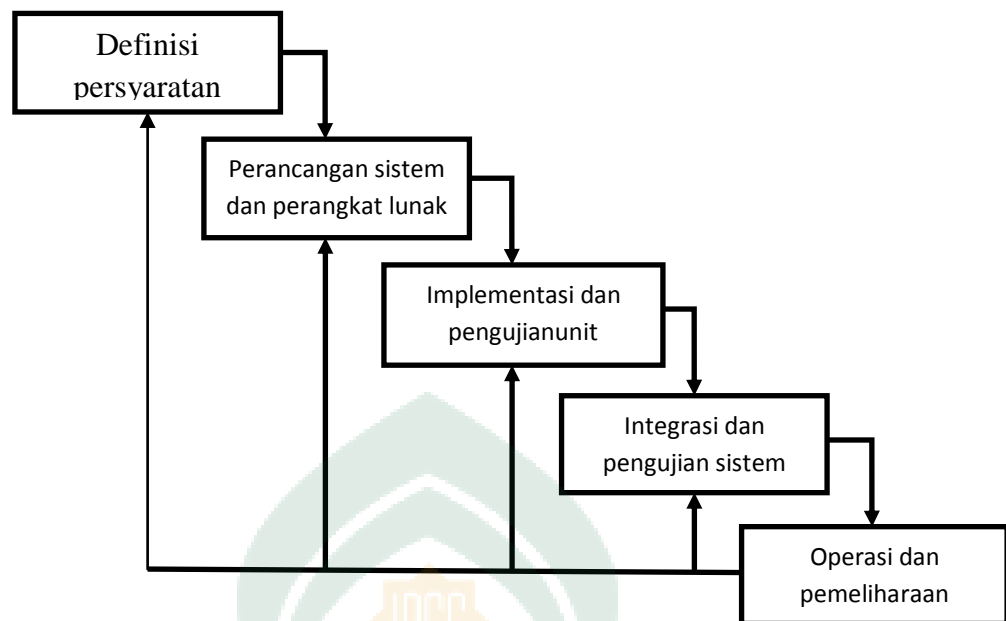 Definisi
persyaratan
Perancangan sistem
dan perangkat lunak
Implementasi dan
pengujianunit
Integrasi dan
pengujian sistem
Operasi dan
pemeliharaan